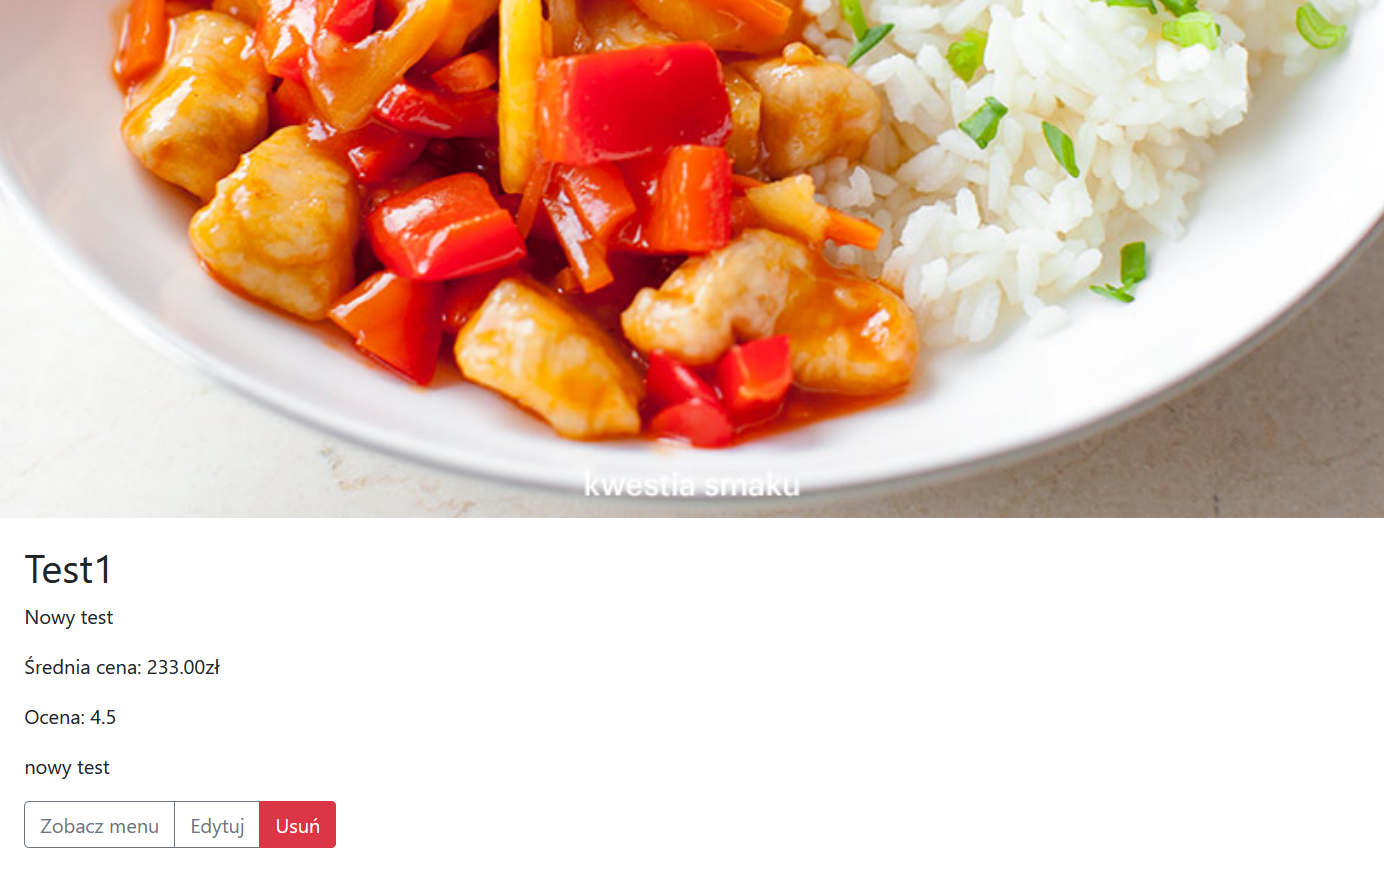 kwestia smaku
Test1
Nowy test
Średnia cena: 233.00zł
Ocena: 4.5
nowy test
Zobacz menu Edytuj Usuń